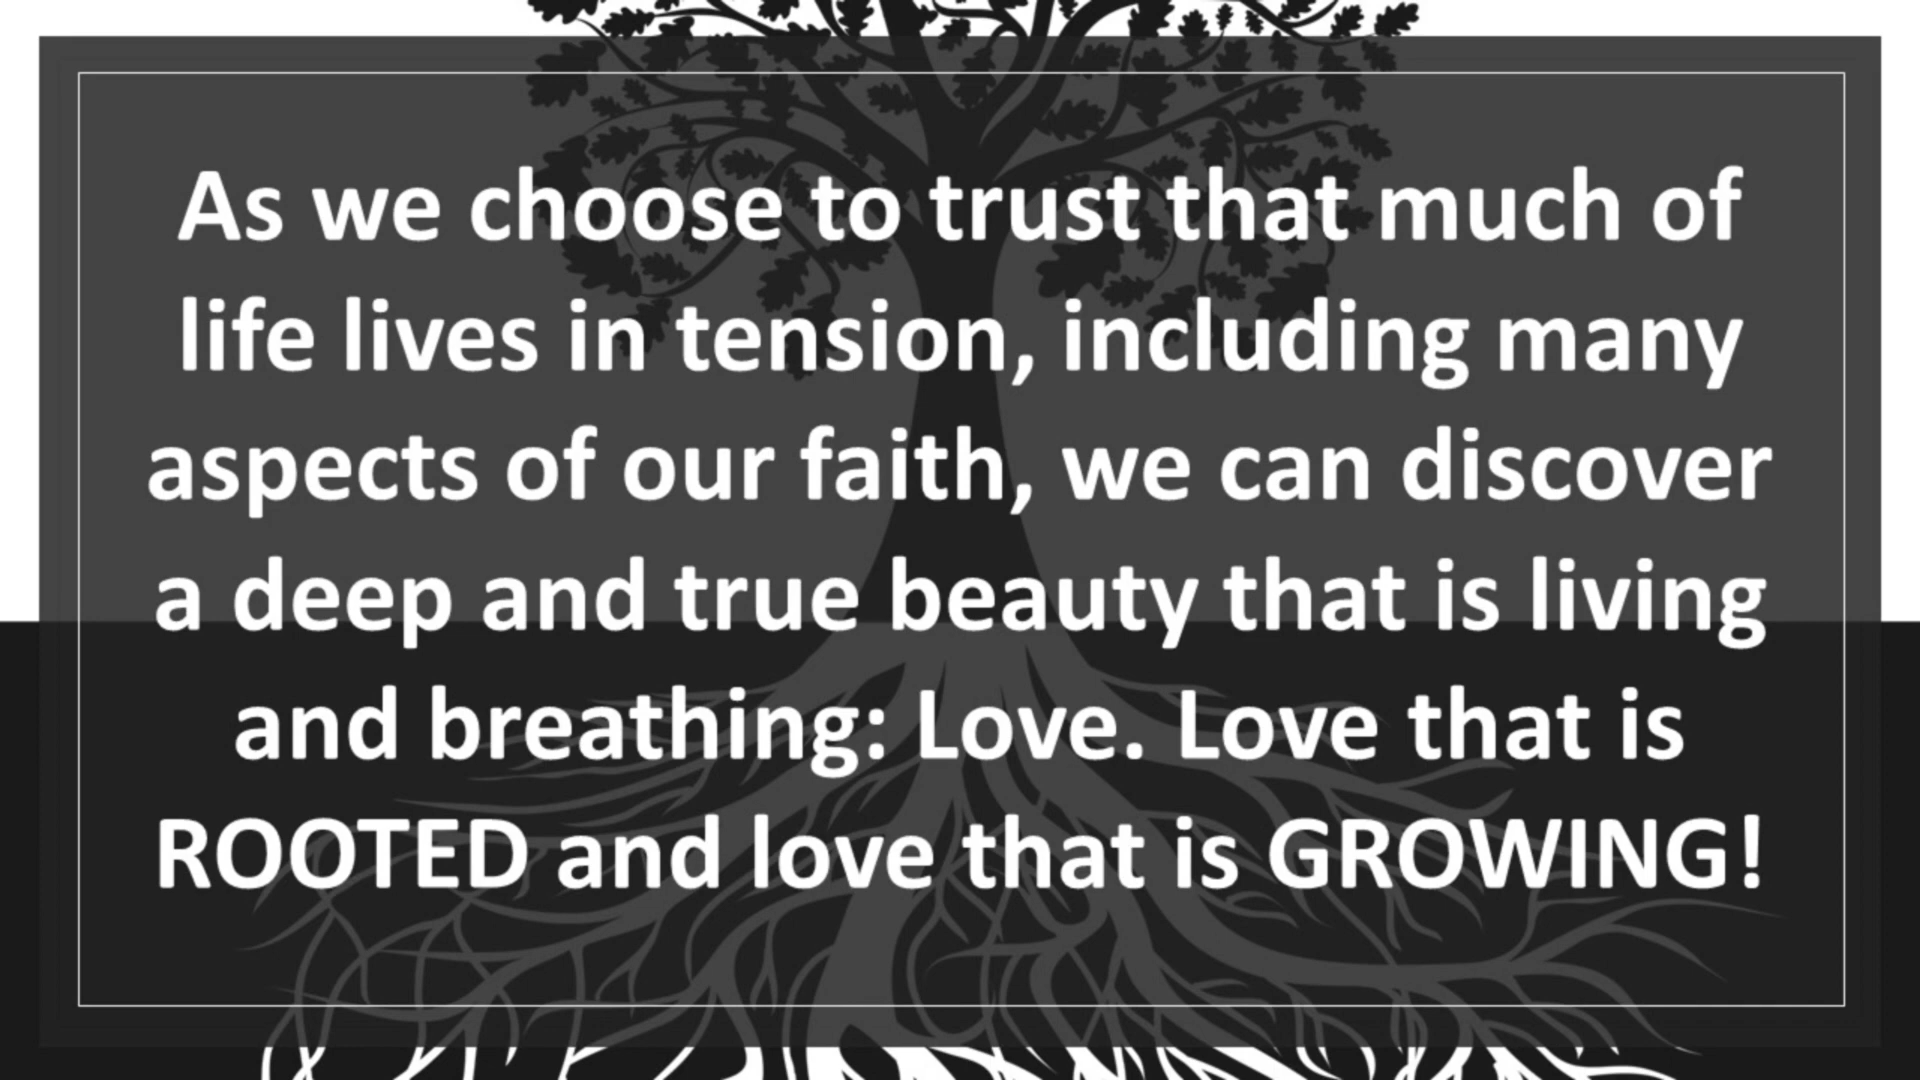 As we choose to trust that much of
life lives in tension, including many
aspects of our faith, we can discover
a deep and true beauty that is living
and breathing: Love. Love that is
ROOTED and love that is GROWING!